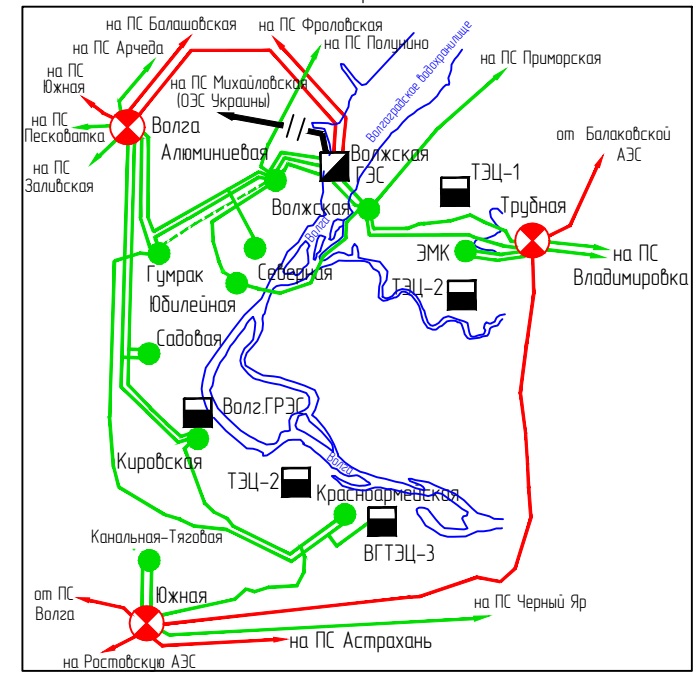 на ПС Балашовская
на ПС Фроловская
на ПС Арчеда
на ПС Полунино
на ПС
Южная
на ПС Михайловская
(ОЭС Украины)
Волгоградское водохранилище
на ПС Приморская
на ПС
Песковатка
Волга
Алюминиевая
Волжская
ГЭС
от Балаковской
АЭС
на ПС
Заливская
ТЭЦ-1
Волжская
Трубная
Волга
Гумрак
Северная
ЭМК
на ПС
Владимировка
Юбилейная
ТЭЦ-2
Садовая
Волг.ГРЭС
Кировская
Волга
ТЭЦ-2
Красноармейская
Канальная-Тяговая
ВГТЭЦ-3
от ПС
Волга
Южная
на ПС Черный Яр
на ПС Астрахань
на Ростовскую АЭС